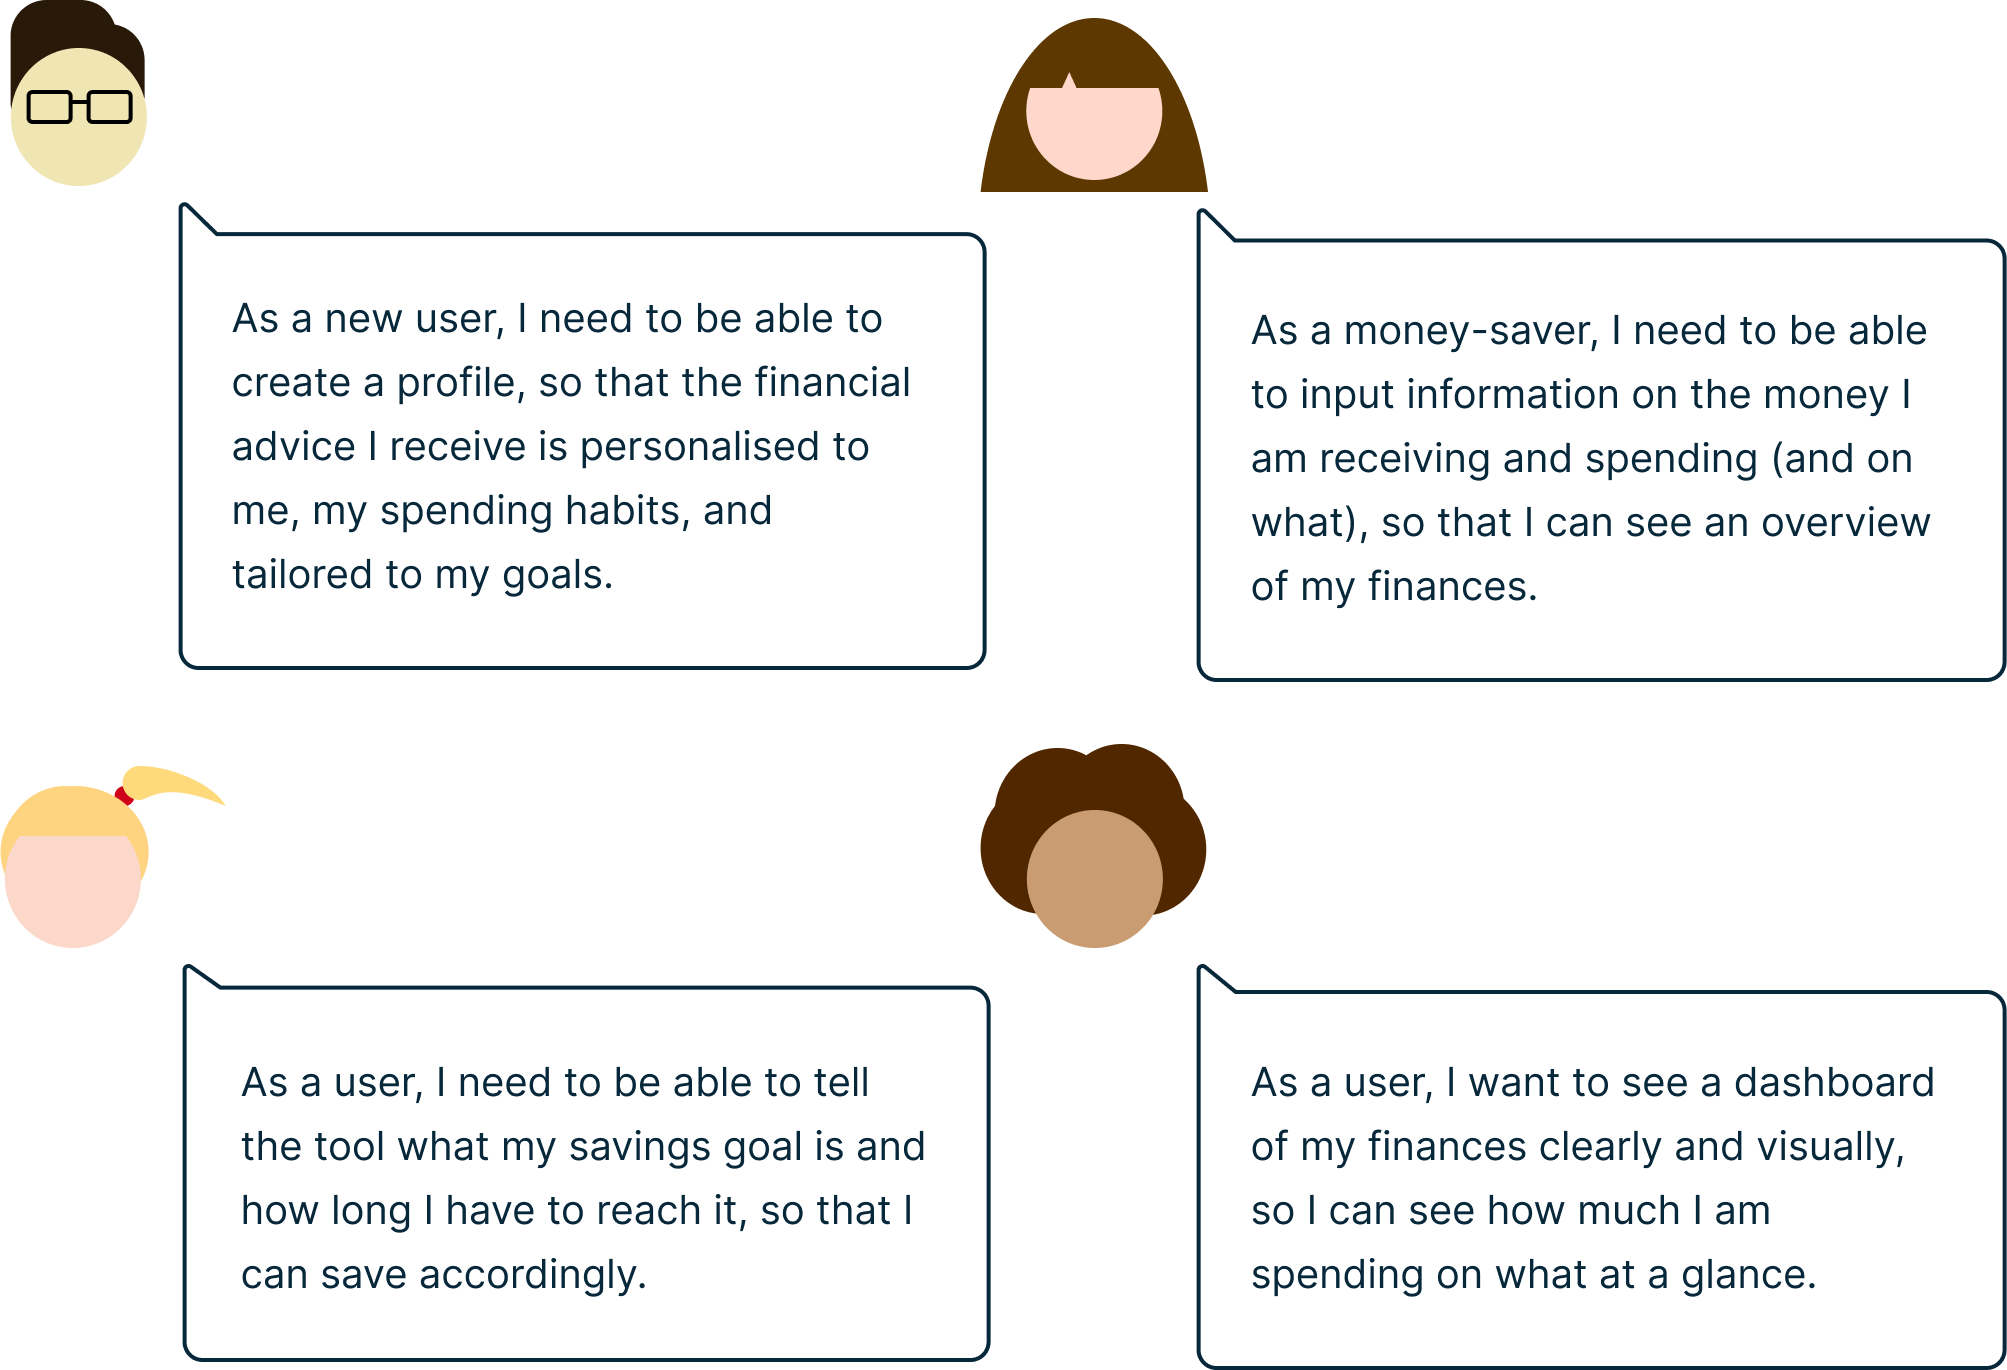 As a new user, I need to be able to
create a profile, so that the financial
advice I receive is personalised to
me, my spending habits, and
tailored to my goals.
As a money-saver, I need to be able
to input information on the money I
am receiving and spending (and on
what), so that I can see an overview
of my finances.
As a user, I need to be able to tell
the tool what my savings goal is and
how long I have to reach it, so that I
can save accordingly.
As a user, I want to see a dashboard
of my finances clearly and visually,
so I can see how much I am
spending on what at a glance.